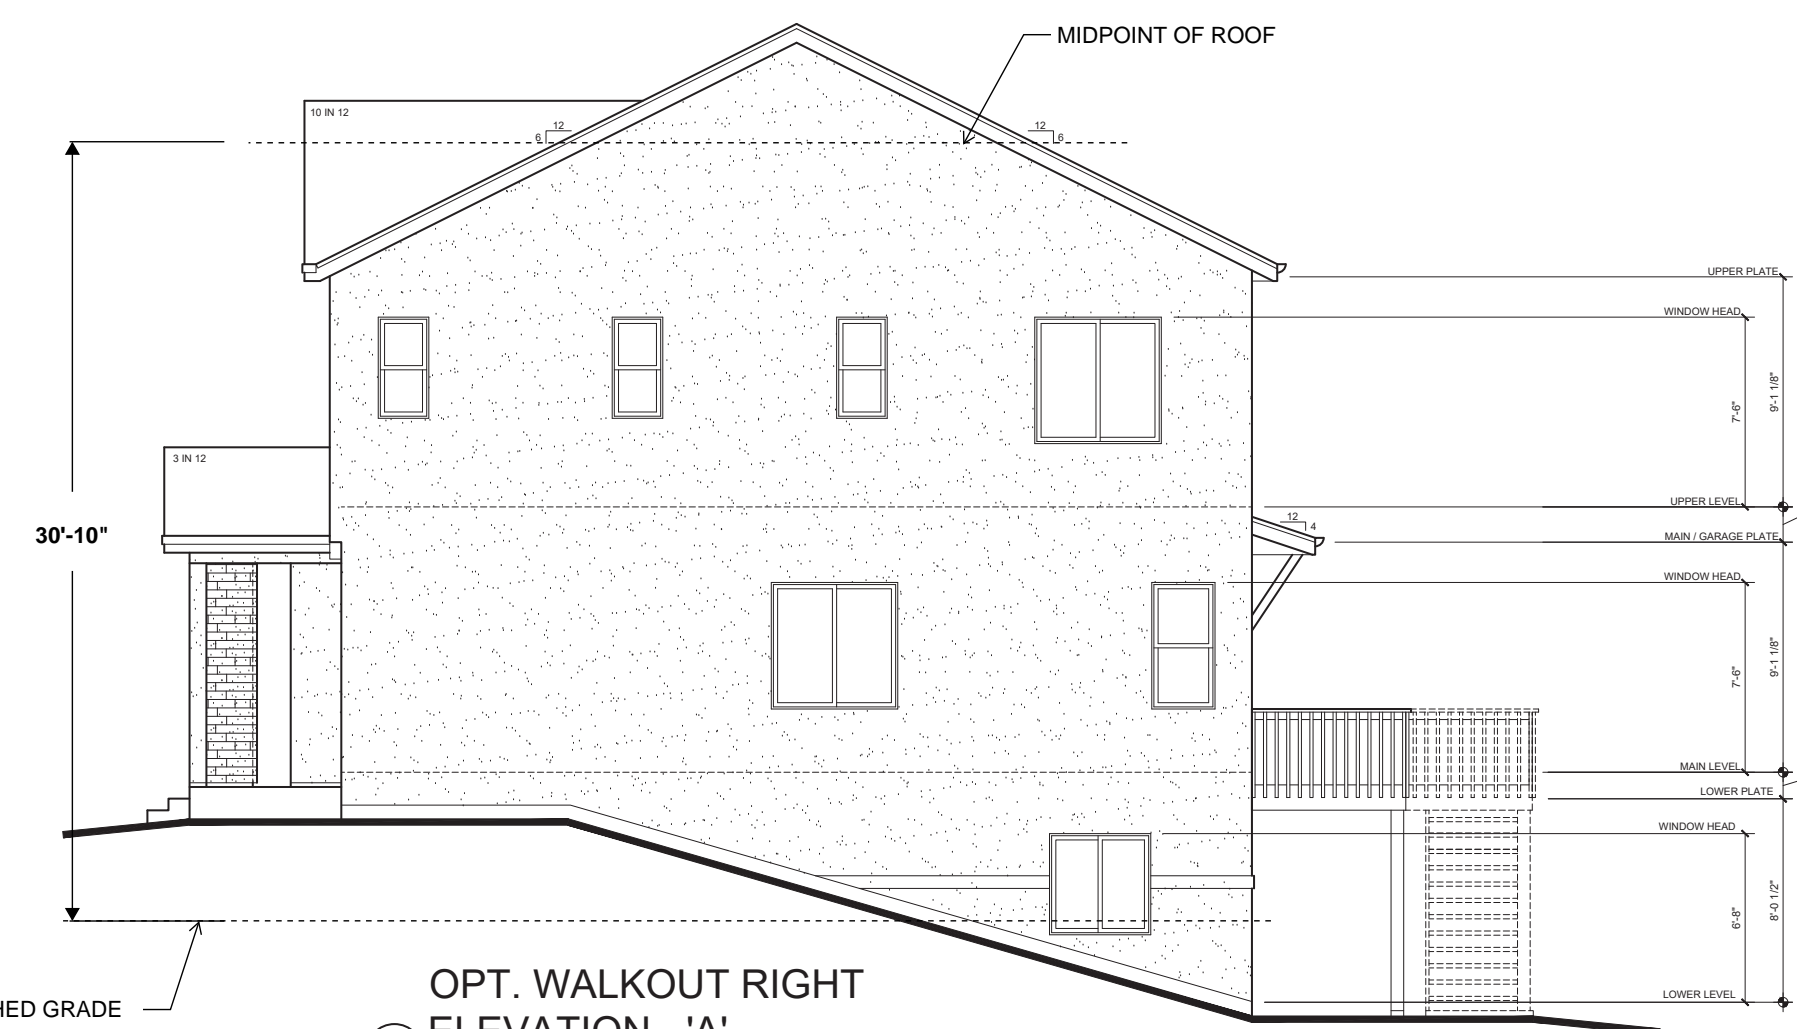 MIDPOINT OF ROOF
10 IN 12
12
6
12
6
UPPER PLATE
WINDOW HEAD
9'-1 1/8"
7'-6"
3 IN 12
UPPER LEVEL
12
4
30'-10"
MAIN / GARAGE PLATE
WINDOW HEAD
9'-1 1/8"
7'-6"
MAIN LEVEL
LOWER PLATE
WINDOW HEAD
8'-0 1/2"
6'-8"
LOWER LEVEL
HED GRADE
OPT. WALKOUT RIGHT
ELEVATION - 'A'